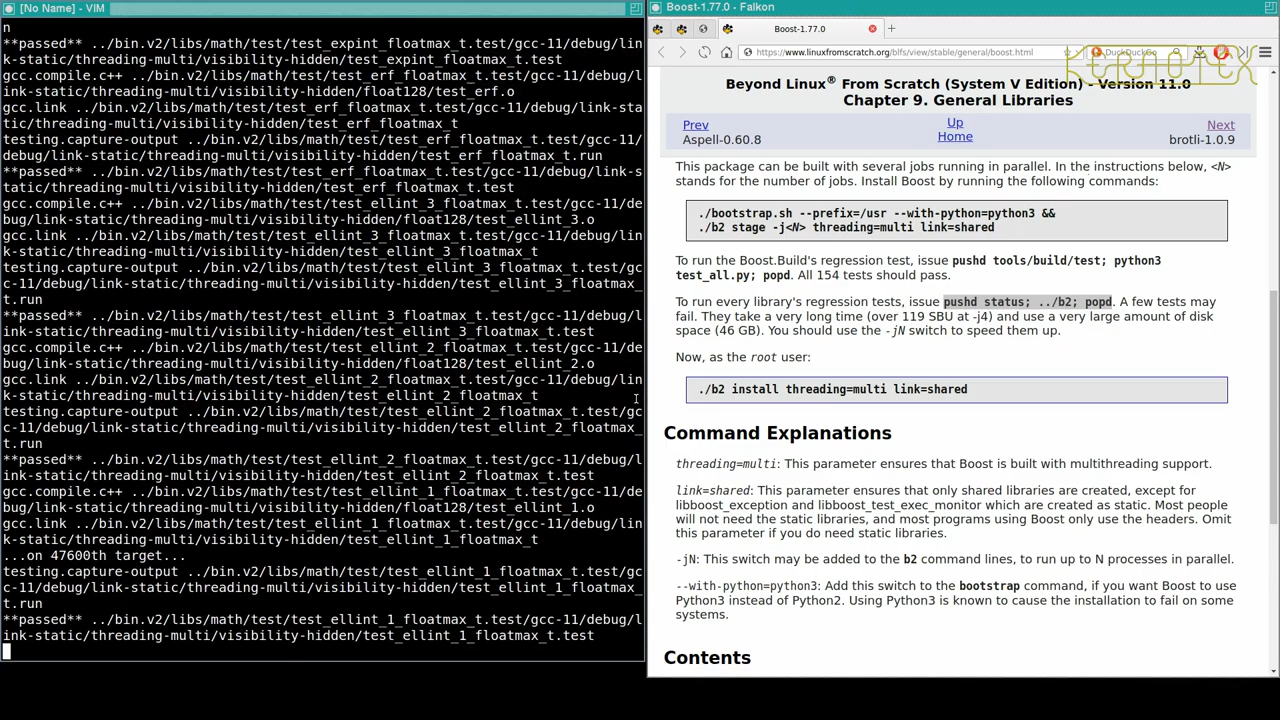 [No Name] - VIM
n
**passed** ../bin.v2/libs/math/test/test_expint_floatmax_t.test/gcc-11/debug/lin
k-static/threading-multi/visibility-hidden/test_expint_floatmax_t.test
gcc.compile.c++ ../bin.v2/libs/math/test/test_erf_floatmax_t.test/gcc-11/debug/l
ink-static/threading-multi/visibility-hidden/float128/test_erf.o
gcc.link ../bin.v2/libs/math/test/test_erf_floatmax_t.test/gcc-11/debug/link-sta
tic/threading-multi/visibility-hidden/test_erf_floatmax_t
testing.capture-output ../bin.v2/libs/math/test/test_erf_floatmax_t.test/gcc-11/
debug/link-static/threading-multi/visibility-hidden/test_erf_floatmax_t.run
**passed** ../bin.v2/libs/math/test/test_erf_floatmax_t.test/gcc-11/debug/link-s
tatic/threading-multi/visibility-hidden/test_erf_floatmax_t.test
gcc.compile.c++ ../bin.v2/libs/math/test/test_ellint_3_floatmax_t.test/gcc-11/de
bug/link-static/threading-multi/visibility-hidden/float128/test_ellint_3.o
gcc.link ../bin.v2/libs/math/test/test_ellint_3_floatmax_t.test/gcc-11/debug/lin
k-static/threading-multi/visibility-hidden/test_ellint_3_floatmax_t
testing.capture-output ../bin.v2/libs/math/test/test_ellint_3_floatmax_t.test/gc
c-11/debug/link-static/threading-multi/visibility-hidden/test_ellint_3_floatmax_
t.run
**passed** ../bin.v2/libs/math/test/test_ellint_3_floatmax_t.test/gcc-11/debug/l
ink-static/threading-multi/visibility-hidden/test_ellint_3_floatmax_t.test
gcc.compile.c++ ../bin.v2/libs/math/test/test_ellint_2_floatmax_t.test/gcc-11/de
bug/link-static/threading-multi/visibility-hidden/float128/test_ellint_2.o
gcc.link ../bin.v2/libs/math/test/test_ellint_2_floatmax_t.test/gcc-11/debug/lin
k-static/threading-multi/visibility-hidden/test_ellint_2_floatmax_t
testing.capture-output ../bin.v2/libs/math/test/test_ellint_2_floatmax_t.test/gc
c-11/debug/link-static/threading-multi/visibility-hidden/test_ellint_2_floatmax_
t.run
**passed** ../bin.v2/libs/math/test/test_ellint_2_floatmax_t.test/gcc-11/debug/l
ink-static/threading-multi/visibility-hidden/test_ellint_2_floatmax_t.test
gcc.compile.c++ ../bin.v2/libs/math/test/test_ellint_1_floatmax_t.test/gcc-11/de
bug/link-static/threading-multi/visibility-hidden/float128/test_ellint_1.o
gcc.link ../bin.v2/libs/math/test/test_ellint_1_floatmax_t.test/gcc-11/debug/lin
k-static/threading-multi/visibility-hidden/test_ellint_1_floatmax_t
...on 47600th target...
testing.capture-output ../bin.v2/libs/math/test/test_ellint_1_floatmax_t.test/gc
c-11/debug/link-static/threading-multi/visibility-hidden/test_ellint_1_floatmax_
t.run
**passed** ../bin.v2/libs/math/test/test_ellint_1_floatmax_t.test/gcc-11/debug/l
ink-static/threading-multi/visibility-hidden/test_ellint_1_floatmax_t.test
Boost-1.77.0 - Falkon
Boost-1.77.0
https://www.linuxfromscratch.org/blfs/view/stable/general/boost.html
DuckDuckGo
KERNOTEX
Beyond Linux® From Scratch (System V Edition) - Version 11.0
Chapter 9. General Libraries
Prev Up Next
Aspell-0.60.8 Home brotli-1.0.9
This package can be built with several jobs running in parallel. In the instructions below, <N>
stands for the number of jobs. Install Boost by running the following commands:
./bootstrap.sh --prefix=/usr --with-python=python3 &&
./b2 stage -j<N> threading=multi link=shared
To run the Boost.Build's regression test, issue pushd tools/build/test; python3
test_all.py; popd. All 154 tests should pass.
To run every library's regression tests, issue pushd status; ../b2; popd. A few tests may
fail. They take a very long time (over 119 SBU at -j4) and use a very large amount of disk
space (46 GB). You should use the -jN switch to speed them up.
Now, as the root user:
./b2 install threading=multi link=shared
Command Explanations
threading=multi: This parameter ensures that Boost is built with multithreading support.
link=shared: This parameter ensures that only shared libraries are created, except for
libboost_exception and libboost_test_exec_monitor which are created as static. Most people
will not need the static libraries, and most programs using Boost only use the headers. Omit
this parameter if you do need static libraries.
-jN: This switch may be added to the b2 command lines, to run up to N processes in parallel.
--with-python=python3: Add this switch to the bootstrap command, if you want Boost to use
Python3 instead of Python2. Using Python3 is known to cause the installation to fail on some
systems.
Contents